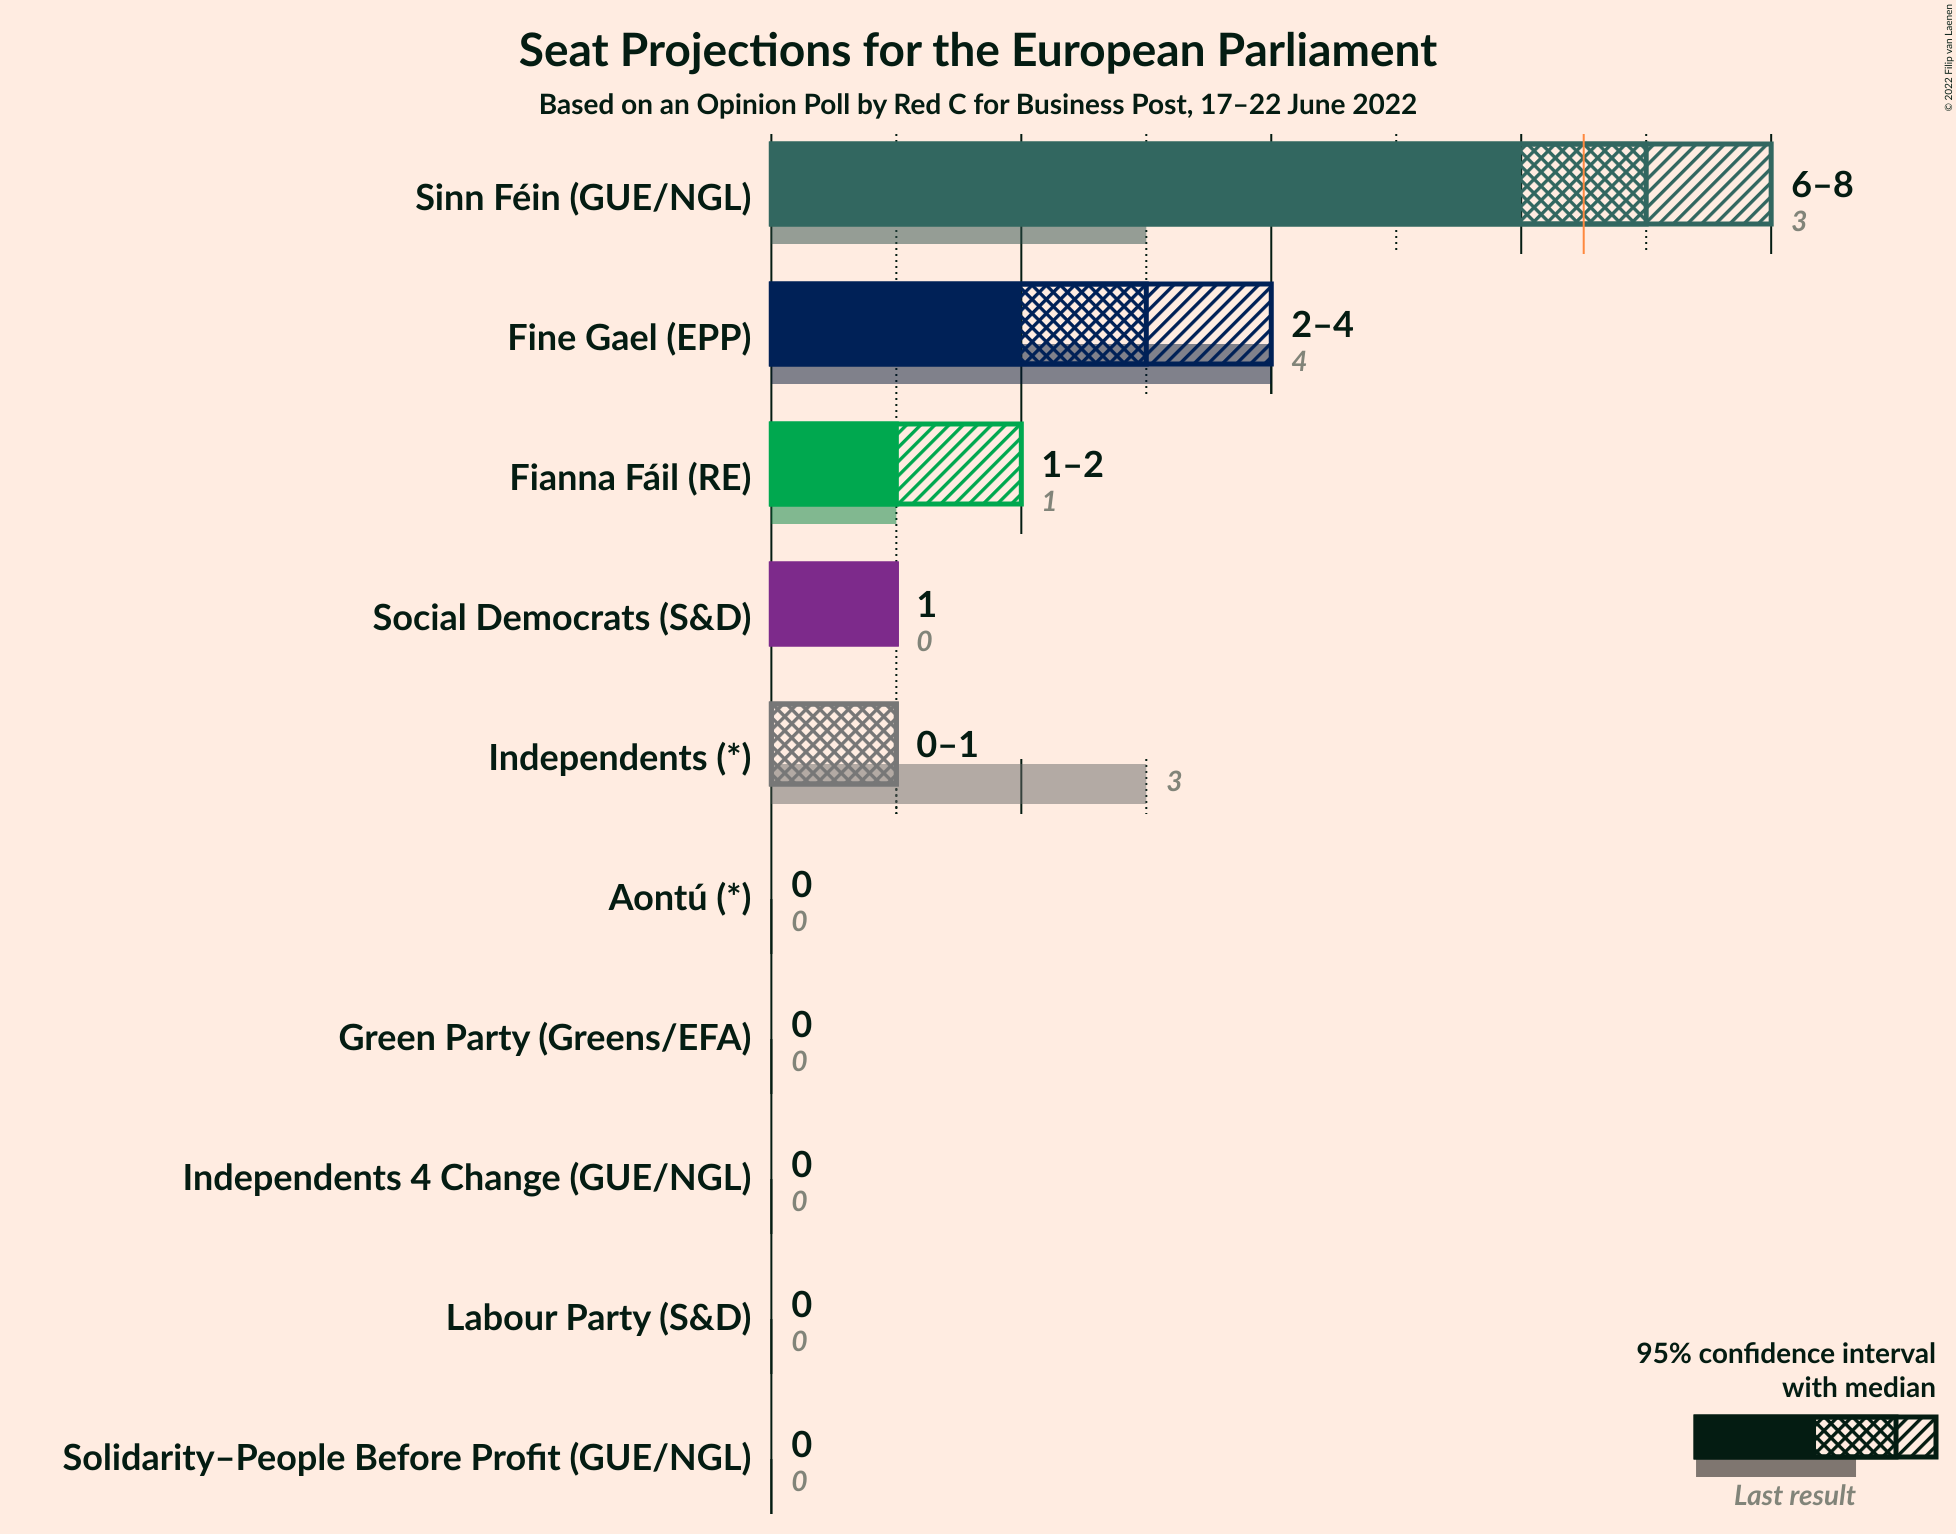 Seat Projections for the European Parliament
Based on an Opinion Poll by Red C for Business Post, 17–22 June 2022
© 2022 Filip van Laenen
Sinn Féin (GUE/NGL)
6–8
3
Fine Gael (EPP)
2–4
4
Fianna Fáil (RE)
1–2
1
Social Democrats (S&D)
1
0
Independents (*)
0–1
3
Aontú (*)
0
0
Green Party (Greens/EFA)
0
0
Independents 4 Change (GUE/NGL)
0
0
Labour Party (S&D)
0
0
Solidarity–People Before Profit (GUE/NGL)
0
0
95% confidence interval
with median
Last result